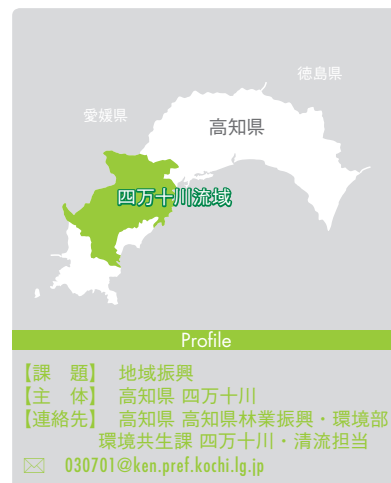 徳島県
愛媛県
高知県
四万十川流域
Profile
【課　題】 地域振興
【主　体】 高知県 四万十川
【連絡先】 高知県 高知県林業振興・環境部
環境共生課 四万十川・清流担当
030701@ken.pref.kochi.lg.jp